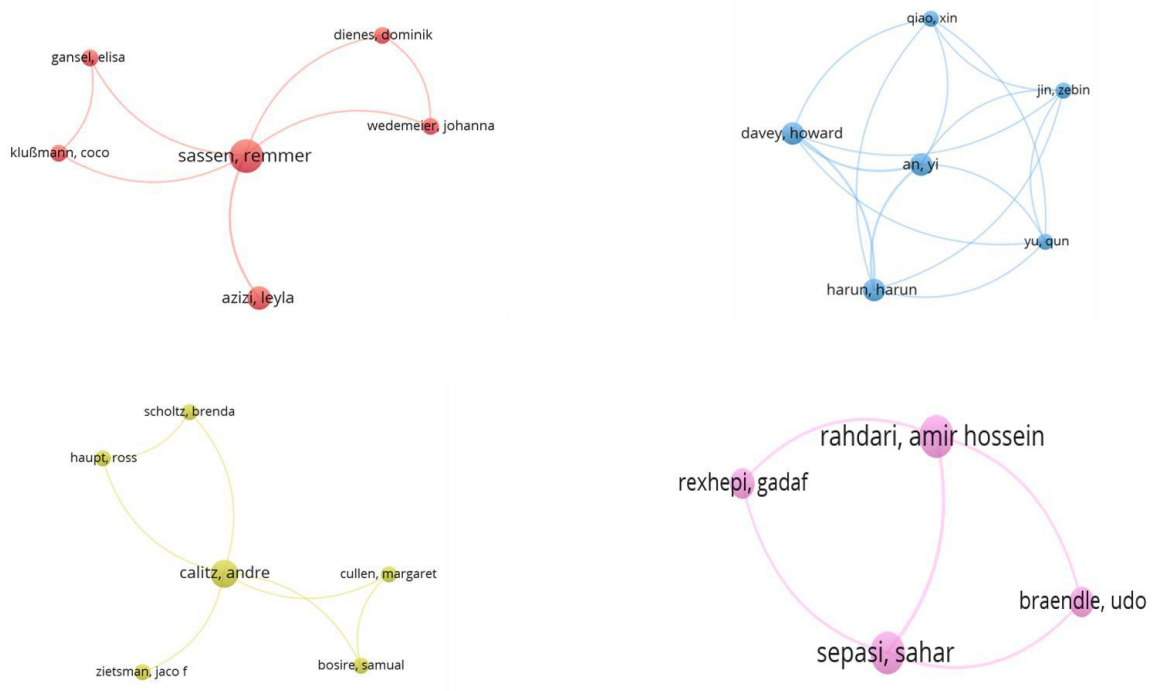 gansel, elisa
dienes, dominik
wedemeier, johanna
klußmann, coco
sassen, remmer
azizi, leyla
qiao, xin
jin, zebin
davey, howard
an, yi
yu, qun
harun, harun
scholtz, brenda
haupt, ross
calitz, andre
cullen, margaret
zietsman, jaco f
bosire, samual
rahdari, amir hossein
rexhepi, gadaf
braendle, udo
sepasi, sahar